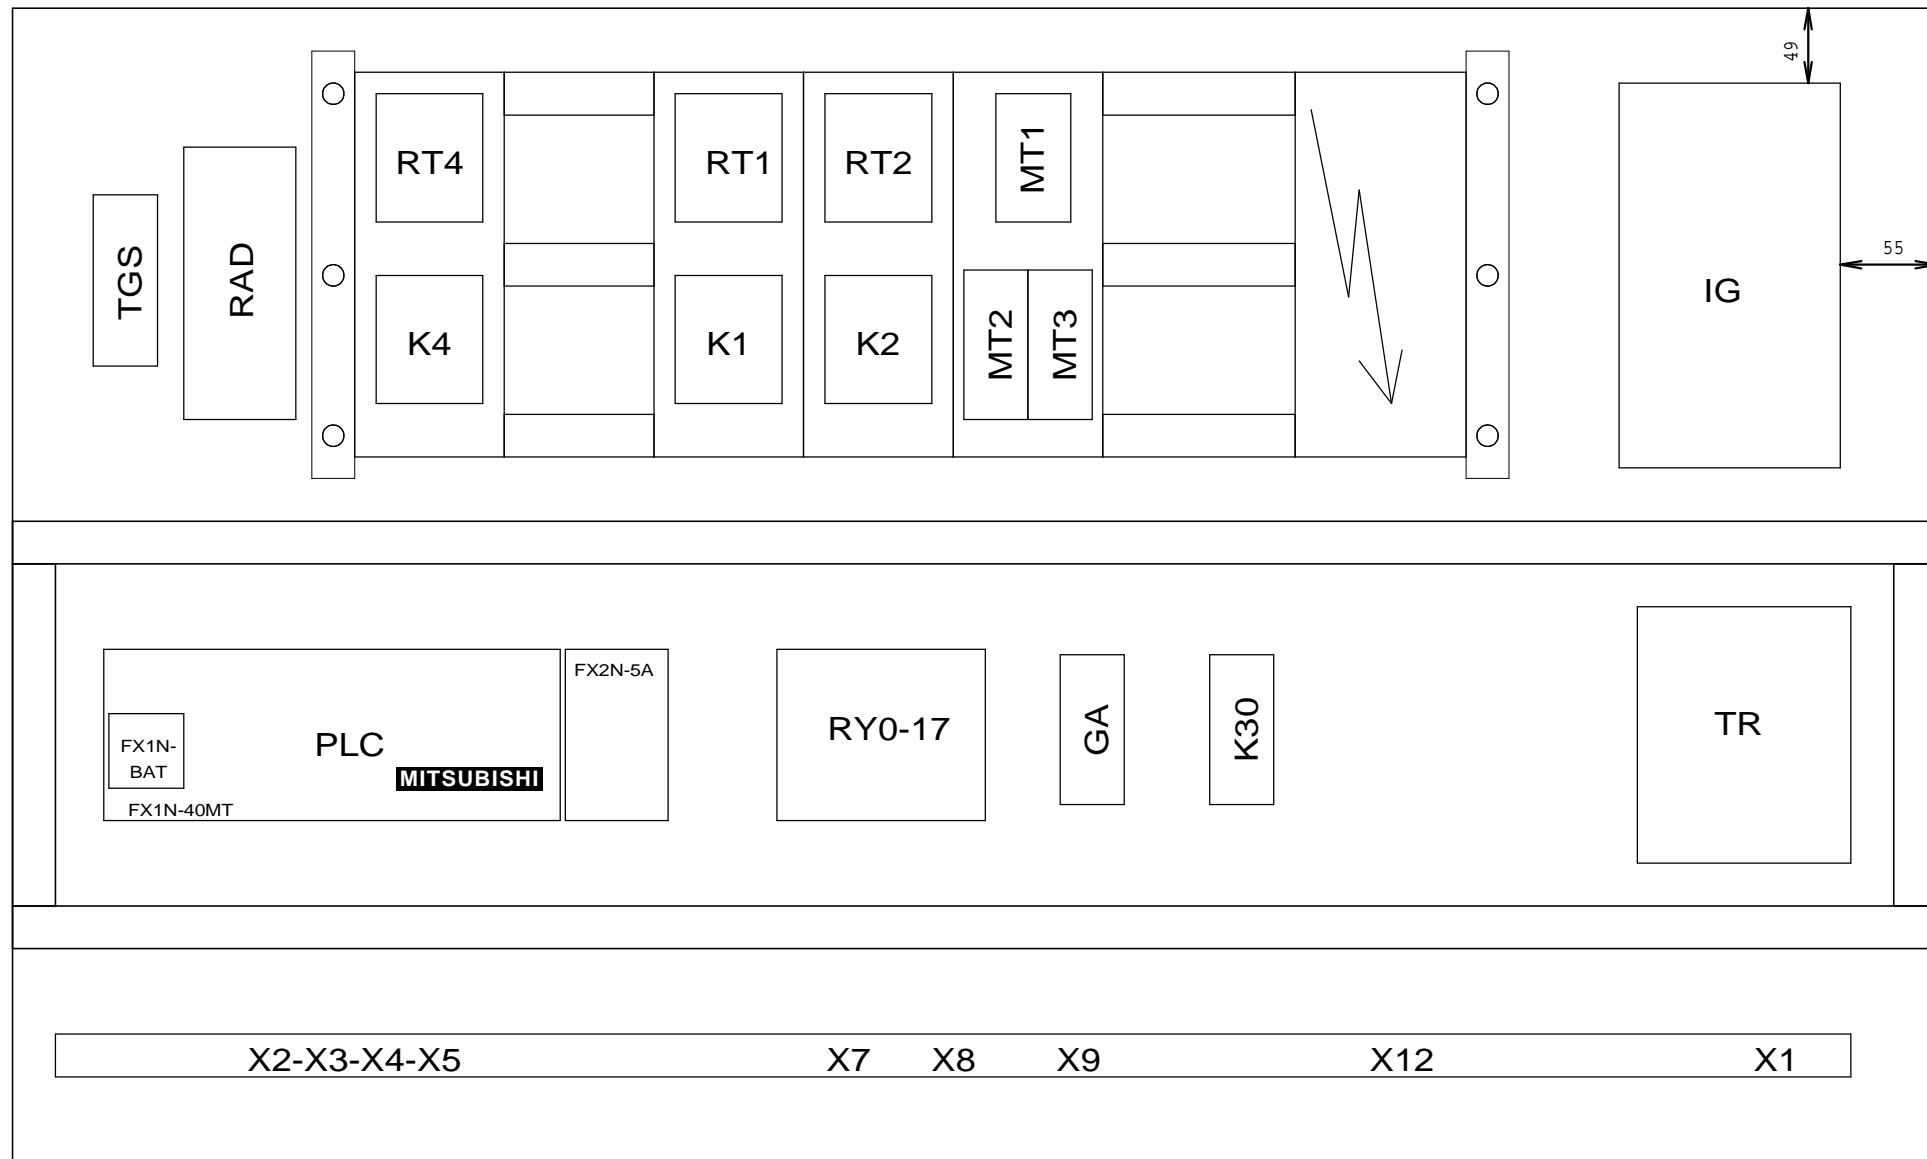 49
RT4
RT1
RT2
MT1
TGS
RAD
55
IG
K4
K1
K2
MT2
MT3
FX2N-5A
PLC
MITSUBISHI
FX1N-
BAT
FX1N-40MT
RY0-17
GA
K30
TR
X2-X3-X4-X5 X7 X8 X9 X12 X1